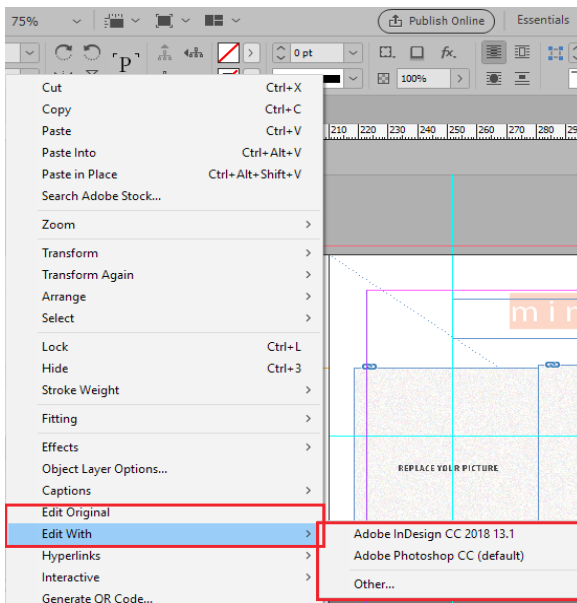 75%
Publish Online
Essentials
P
0 pt
fx.
100%
Cut Ctrl+X
Copy Ctrl+C
Paste Ctrl+V
Paste Into Ctrl+Alt+V
Paste in Place Ctrl+Alt+Shift+V
Search Adobe Stock...
Zoom
Transform
Transform Again
Arrange
Select
Lock Ctrl+L
Hide Ctrl+3
Stroke Weight
Fitting
Effects
Object Layer Options...
Captions
Edit Original
Edit With
Hyperlinks
Interactive
Generate QR Code...
210 220 230 240 250 260 270 280 29
min
REPLACE YOUR PICTURE
Adobe InDesign CC 2018 13.1
Adobe Photoshop CC (default)
Other...